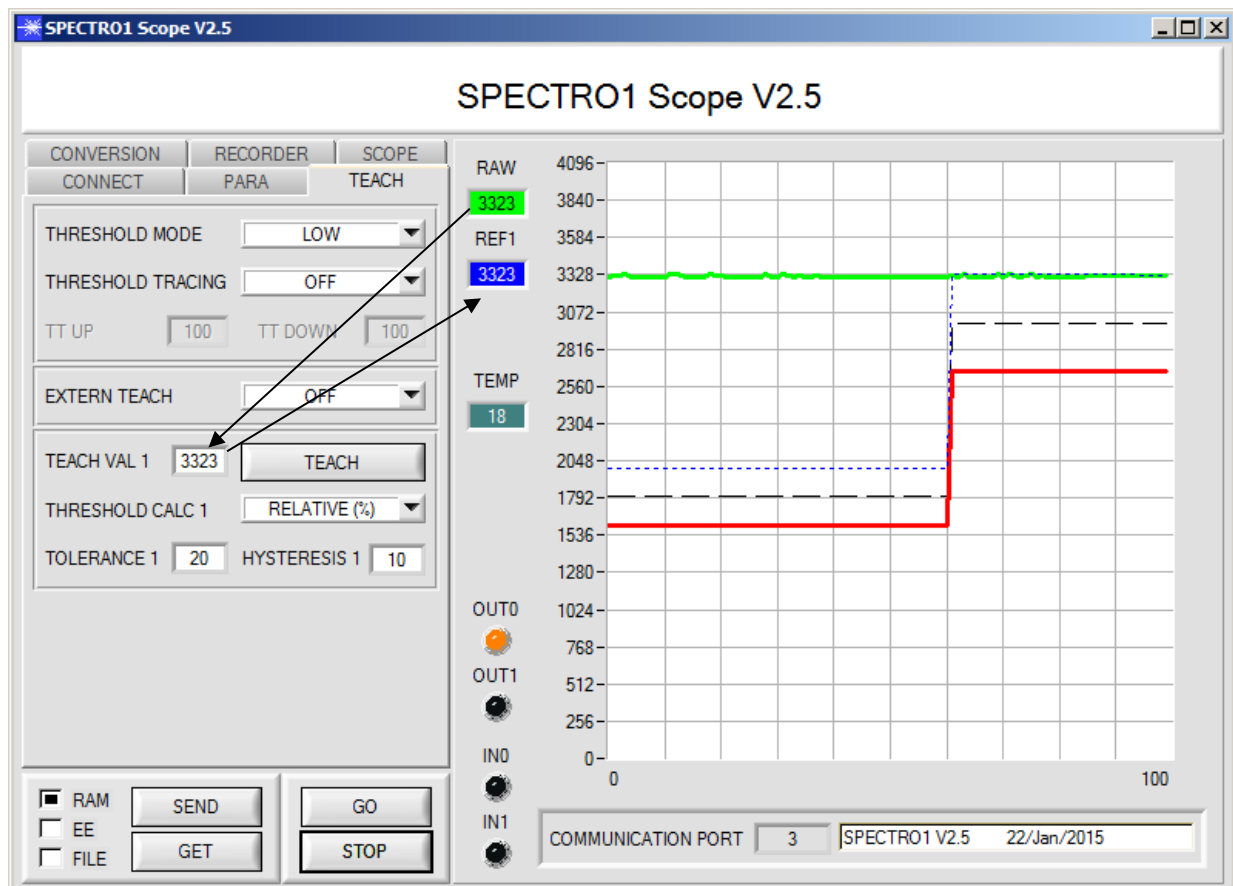 SPECTRO1 Scope V2.5
SPECTRO1 Scope V2.5
CONVERSION RECORDER SCOPE
CONNECT PARA TEACH
THRESHOLD MODE LOW
THRESHOLD TRACING OFF
TT UP 100 TT DOWN 100
EXTERN TEACH OFF
TEACH VAL 1 3323 TEACH
THRESHOLD CALC 1 RELATIVE (%)
TOLERANCE 1 20 HYSTERESIS 1 10
RAM SEND
EE
FILE GET
GO
STOP
RAW
3323
REF1
3323
TEMP
18
OUT0
OUT1
IN0
IN1
4096
3840
3584
3328
3072
2816
2560
2304
2048
1792
1536
1280
1024
768
512
256
0
0 100
COMMUNICATION PORT 3 SPECTRO1 V2.5 22/Jan/2015